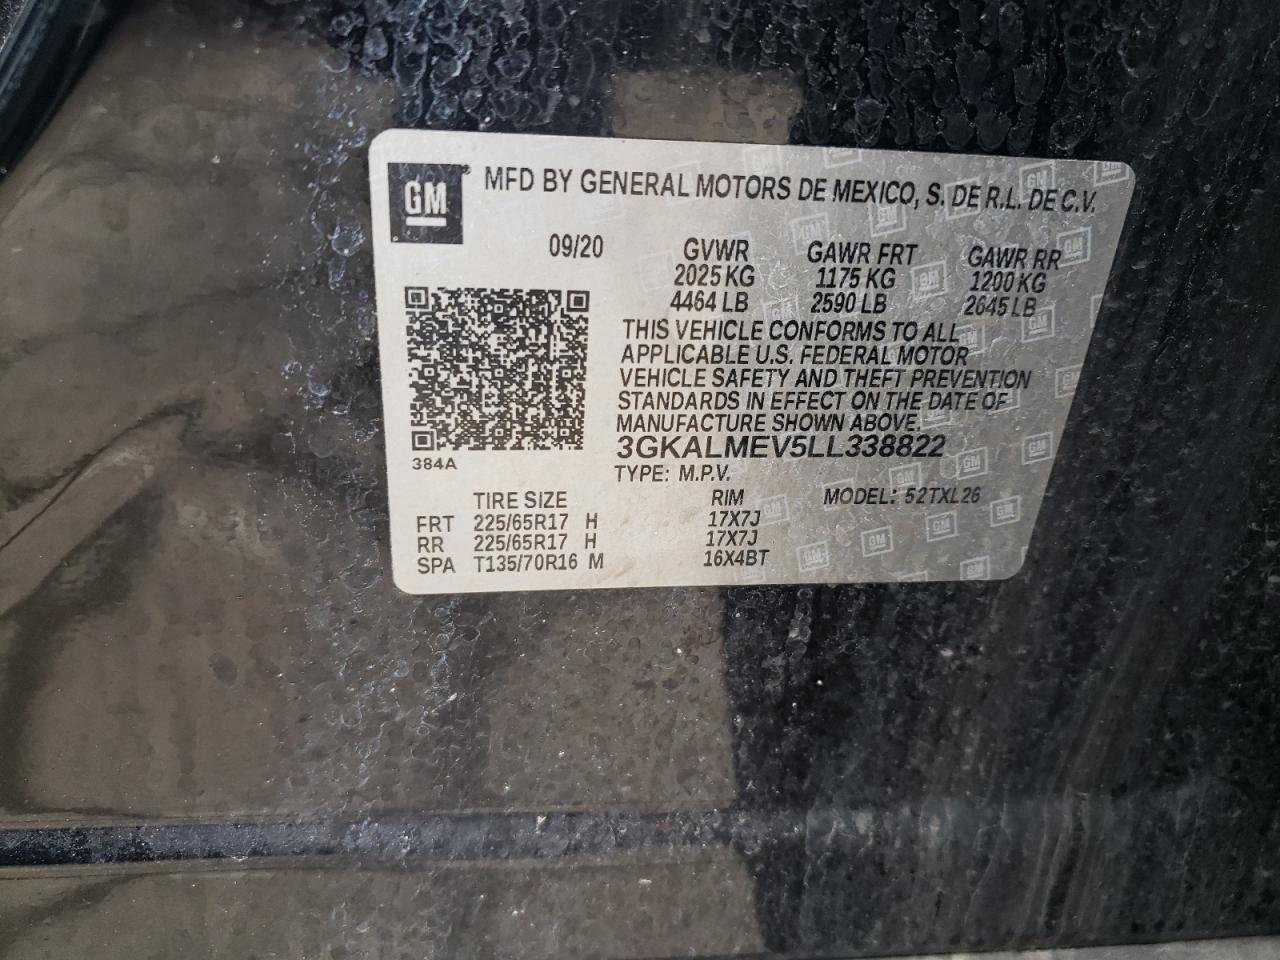 GM® MFD BY GENERAL MOTORS DE MEXICO, S. DE R.L. DE C.V.
09/20 GVWR GAWR FRT GAWR RR
2025 KG 1175 KG 1200 KG
4464 LB 2590 LB 2645 LB
THIS VEHICLE CONFORMS TO ALL
APPLICABLE U.S. FEDERAL MOTOR
VEHICLE SAFETY AND THEFT PREVENTION
STANDARDS IN EFFECT ON THE DATE OF
MANUFACTURE SHOWN ABOVE.
3GKALMEV5LL338822
384A
TYPE: M.P.V.
TIRE SIZE RIM MODEL: 52TXL26
FRT 225/65R17 H 17X7J
RR 225/65R17 H 17X7J
SPA T135/70R16 M 16X4BT